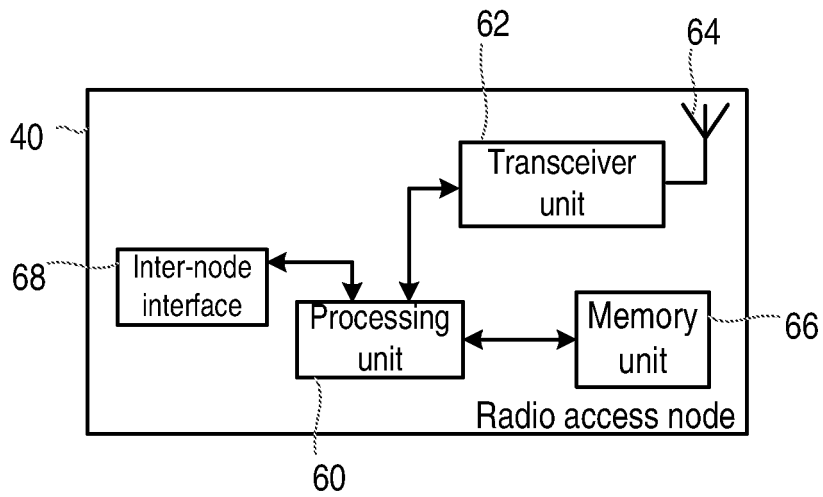 62
64
40
Transceiver
unit
68
Inter-node
interface
Processing
unit
Memory
unit
66
Radio access node
60